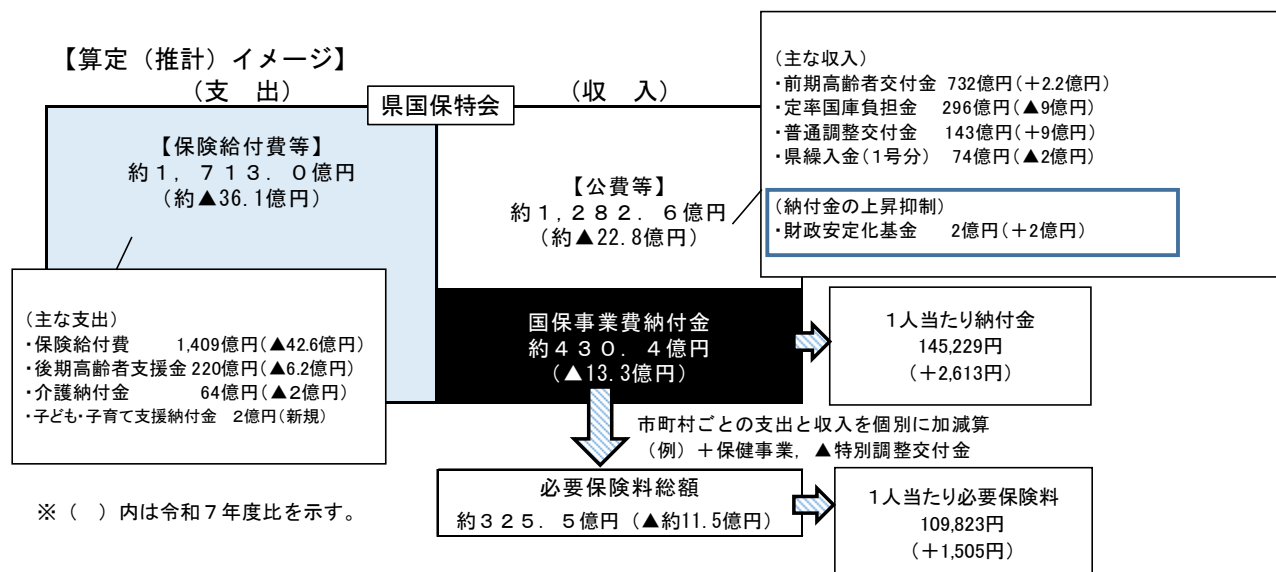 【算定（推計）イメージ】
（支　出）
県国保特会
（収　入）
【保険給付費等】
約１，７１３．０億円
（約▲36.1億円）
（主な支出）
・保険給付費　1,409億円（▲42.6億円）
・後期高齢者支援金 220億円（▲6.2億円）
・介護納付金　64億円（▲2億円）
・子ども・子育て支援納付金　2億円（新規）
【公費等】
約１，２８２．６億円
（約▲22.8億円）
（主な収入）
・前期高齢者交付金 732億円（＋2.2億円）
・定率国庫負担金　296億円（▲9億円）
・普通調整交付金　143億円（＋9億円）
・県繰入金（1号分）　74億円（▲2億円）
（納付金の上昇抑制）
・財政安定化基金　2億円（＋2億円）
国保事業費納付金
約４３０．４億円
（▲13.3億円）
１人当たり納付金
145,229円
（＋2,613円）
市町村ごとの支出と収入を個別に加減算
（例）＋保健事業，▲特別調整交付金
必要保険料総額
約３２５．５億円（▲約11.5億円）
１人当たり必要保険料
109,823円
（＋1,505円）
※（　）内は令和７年度比を示す。